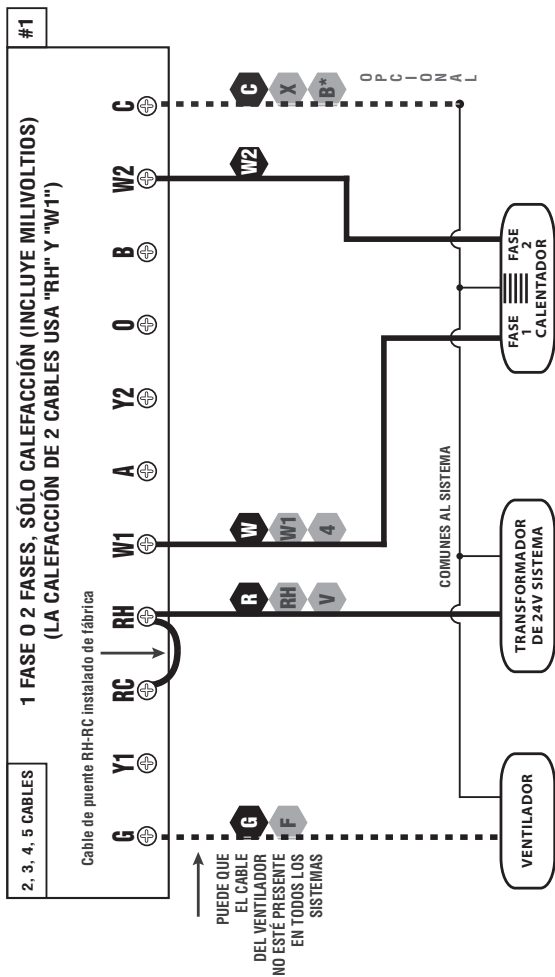 2, 3, 4, 5 CABLES
1 FASE O 2 FASES, SÓLO CALEFACCIÓN (INCLUYE MILIVOLTIOS)
(LA CALEFACCIÓN DE 2 CABLES USA "RH" Y "W1")
#1
Cable de puente RH-RC instalado de fábrica
G Y1 RC RH W1 A Y2 O B W2 C
PUEDE QUE
EL CABLE
DEL VENTILADOR
NO ESTÉ PRESENTE
EN TODOS LOS
SISTEMAS
G
F
R
RH
V
W
W1
4
W2
C
X
B*
OPCIONAL
COMUNES AL SISTEMA
VENTILADOR
TRANSFORMADOR
DE 24V SISTEMA
FASE
1
FASE
2
CALENTADOR